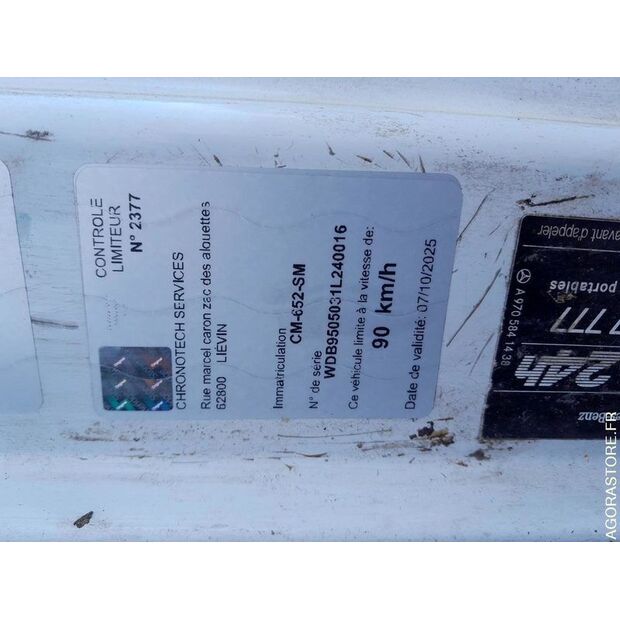 CONTROLE
LIMITEUR
N° 2377
CHRONOTECH SERVICES
Rue marcel caron zac des alouettes
62800 LIEVIN
Immatriculation
CM-652-SM
N° de série
WDB9505031L240016
Ce véhicule limité à la vitesse de:
90 km/h
Date de validité: 07/10/2025
avant d'appeler
portables
A 970 584 14 38
777
24h
Benz
AGORASTORE.FR